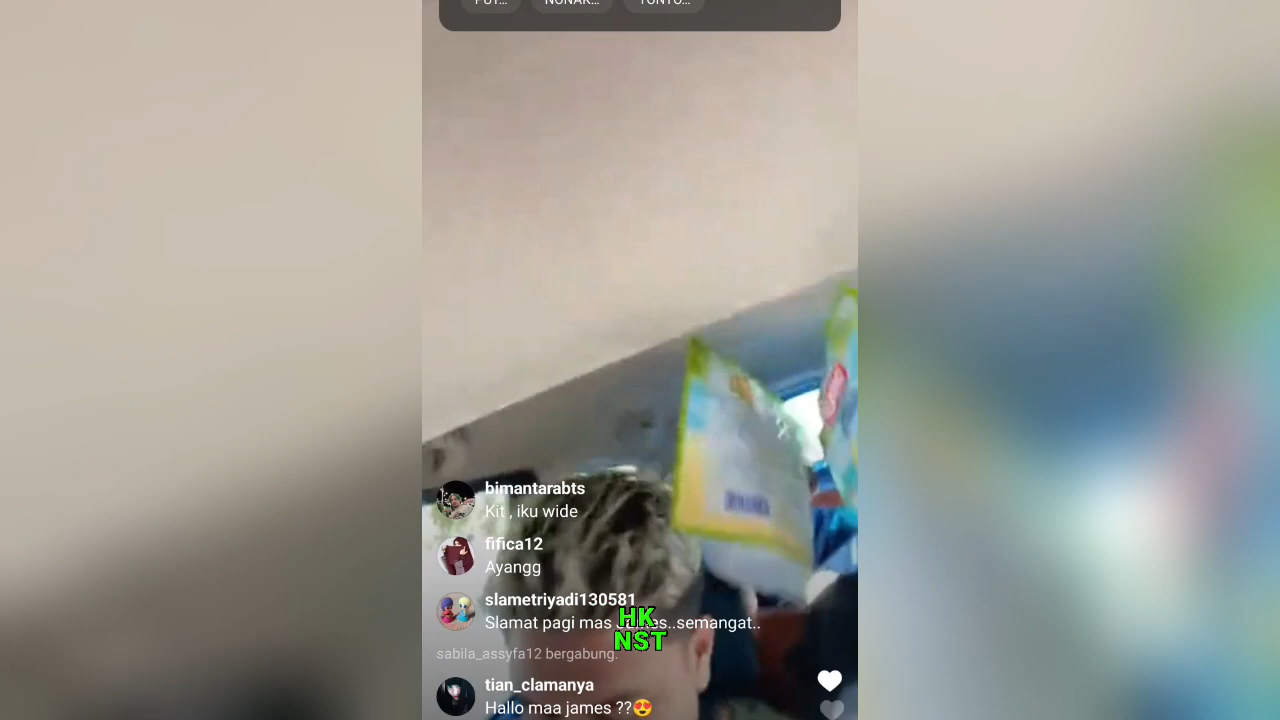 bimantarabts
Kit , iku wide
fifica12
Ayangg
slametriyadi130581
Slamat pagi mas ..semangat..
HK
NST
sabila_assyfa12 bergabung.
tian_clamanya
Hallo maa james ??😍